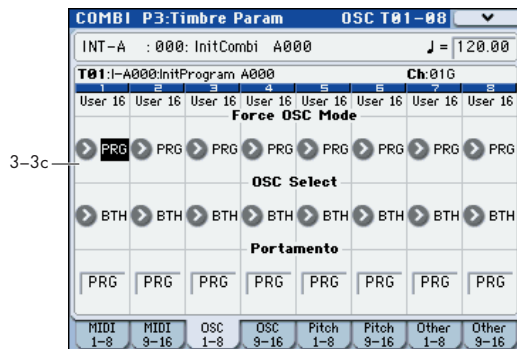 COMBI P3:Timbre Param OSC T01-08
INT-A : 000: InitCombi A000 ♩= 120.00
T01:I-A000:InitProgram A000 Ch:01G
1 2 3 4 5 6 7 8
User 16 User 16 User 16 User 16 User 16 User 16 User 16 User 16
Force OSC Mode
3–3c
PRG PRG PRG PRG PRG PRG PRG PRG
OSC Select
BTH BTH BTH BTH BTH BTH BTH BTH
Portamento
PRG PRG PRG PRG PRG PRG PRG PRG
MIDI 1-8 MIDI 9-16 OSC 1-8 OSC 9-16 Pitch 1-8 Pitch 9-16 Other 1-8 Other 9-16